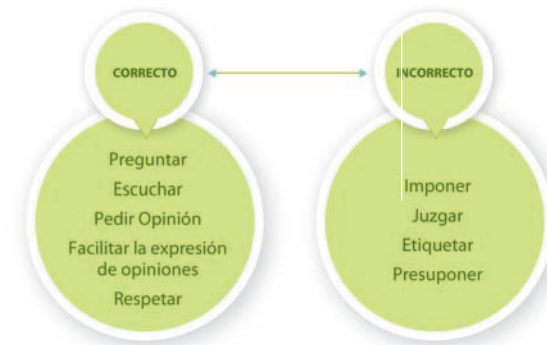 CORRECTO
Preguntar
Escuchar
Pedir Opinión
Facilitar la expresión
de opiniones
Respetar
INCORRECTO
Imponer
Juzgar
Etiquetar
Presuponer